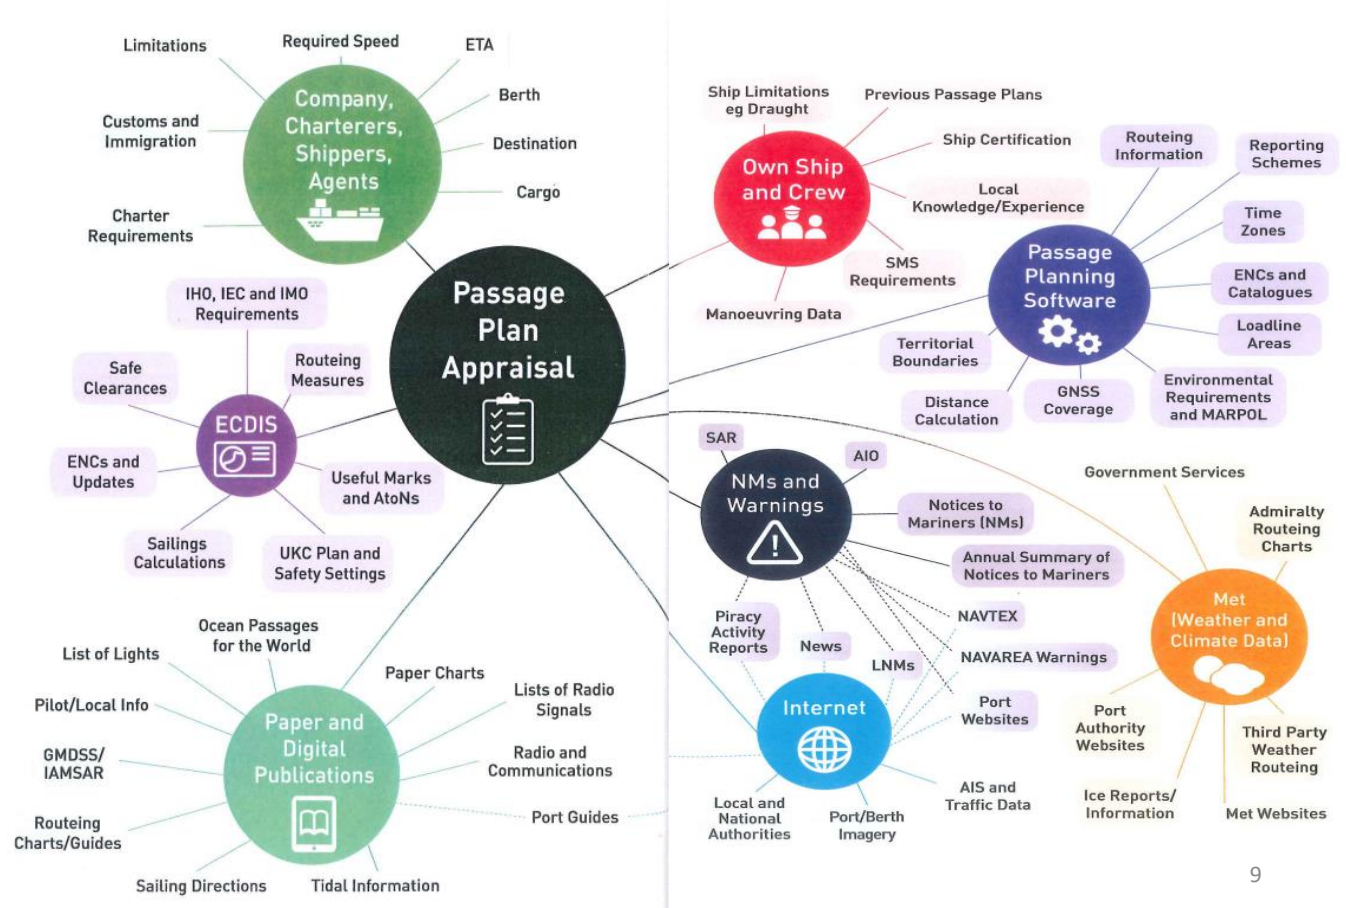 Limitations
Required Speed
ETA
Berth
Destination
Cargo
Customs and
Immigration
Charter
Requirements
Company,
Charterers,
Shippers,
Agents
Passage
Plan
Appraisal
IHO, IEC and IMO
Requirements
Safe
Clearances
Routeing
Measures
ECDIS
ENCs and
Updates
Useful Marks
and AtoNs
Sailings
Calculations
UKC Plan and
Safety Settings
Ocean Passages
for the World
List of Lights
Paper Charts
Pilot/Local Info
Lists of Radio
Signals
GMDSS/
IAMSAR
Paper and
Digital
Publications
Radio and
Communications
Port Guides
Routeing
Charts/Guides
Sailing Directions
Tidal Information
Ship Limitations
eg Draught
Previous Passage Plans
Ship Certification
Own Ship
and Crew
Local
Knowledge/Experience
SMS
Requirements
Manoeuvring Data
Routeing
Information
Reporting
Schemes
Time
Zones
Passage
Planning
Software
ENCs and
Catalogues
Loadline
Areas
Territorial
Boundaries
Distance
Calculation
GNSS
Coverage
Environmental
Requirements
and MARPOL
SAR
AIO
NMs and
Warnings
Notices to
Mariners (NMs)
Annual Summary of
Notices to Mariners
Piracy
Activity
Reports
News
LNMs
NAVTEX
NAVAREA Warnings
Port
Websites
Internet
Local and
National
Authorities
Port/Berth
Imagery
AIS and
Traffic Data
Government Services
Admiralty
Routeing
Charts
Met
(Weather and
Climate Data)
Port
Authority
Websites
Third Party
Weather
Routeing
Ice Reports/
Information
Met Websites
9